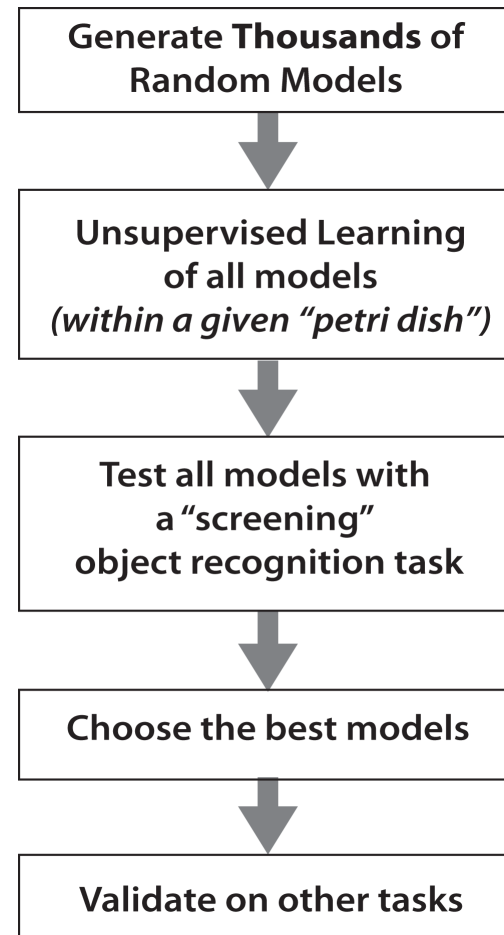 Generate Thousands of
Random Models
Unsupervised Learning
of all models
(within a given “petri dish”)
Test all models with
a “screening”
object recognition task
Choose the best models
Validate on other tasks